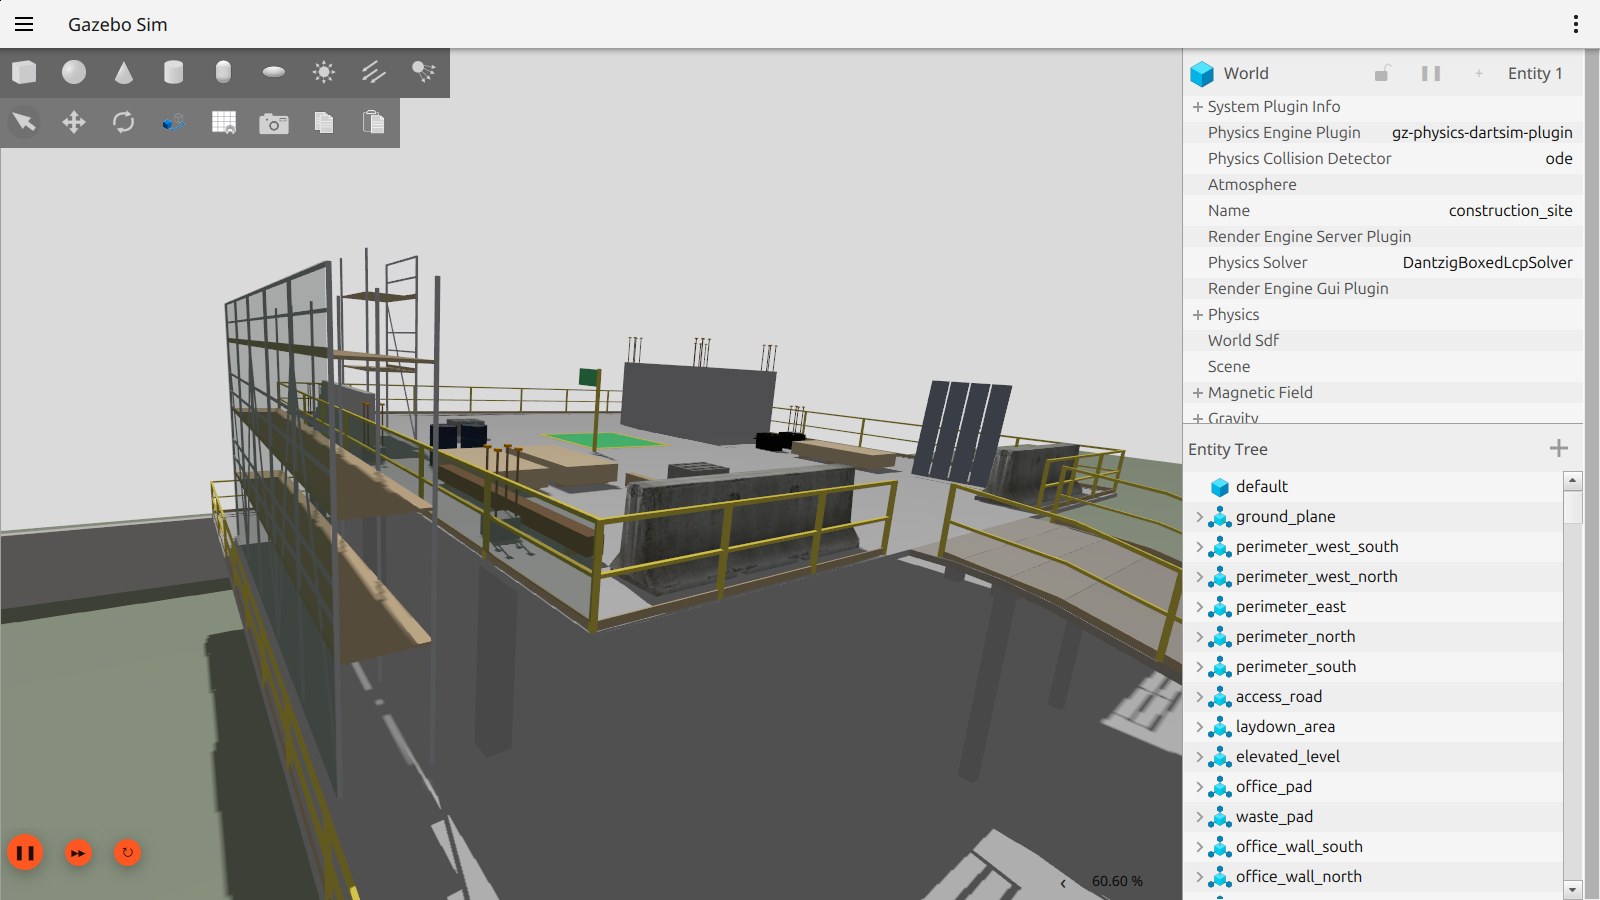 Gazebo Sim
World
Entity 1
System Plugin Info
Physics Engine Plugin gz-physics-dartsim-plugin
Physics Collision Detector ode
Atmosphere
Name construction_site
Render Engine Server Plugin
Physics Solver DantzigBoxedLcpSolver
Render Engine Gui Plugin
Physics
World Sdf
Scene
Magnetic Field
Gravity
Entity Tree
default
ground_plane
perimeter_west_south
perimeter_west_north
perimeter_east
perimeter_north
perimeter_south
access_road
laydown_area
elevated_level
office_pad
waste_pad
office_wall_south
office_wall_north
60.60 %